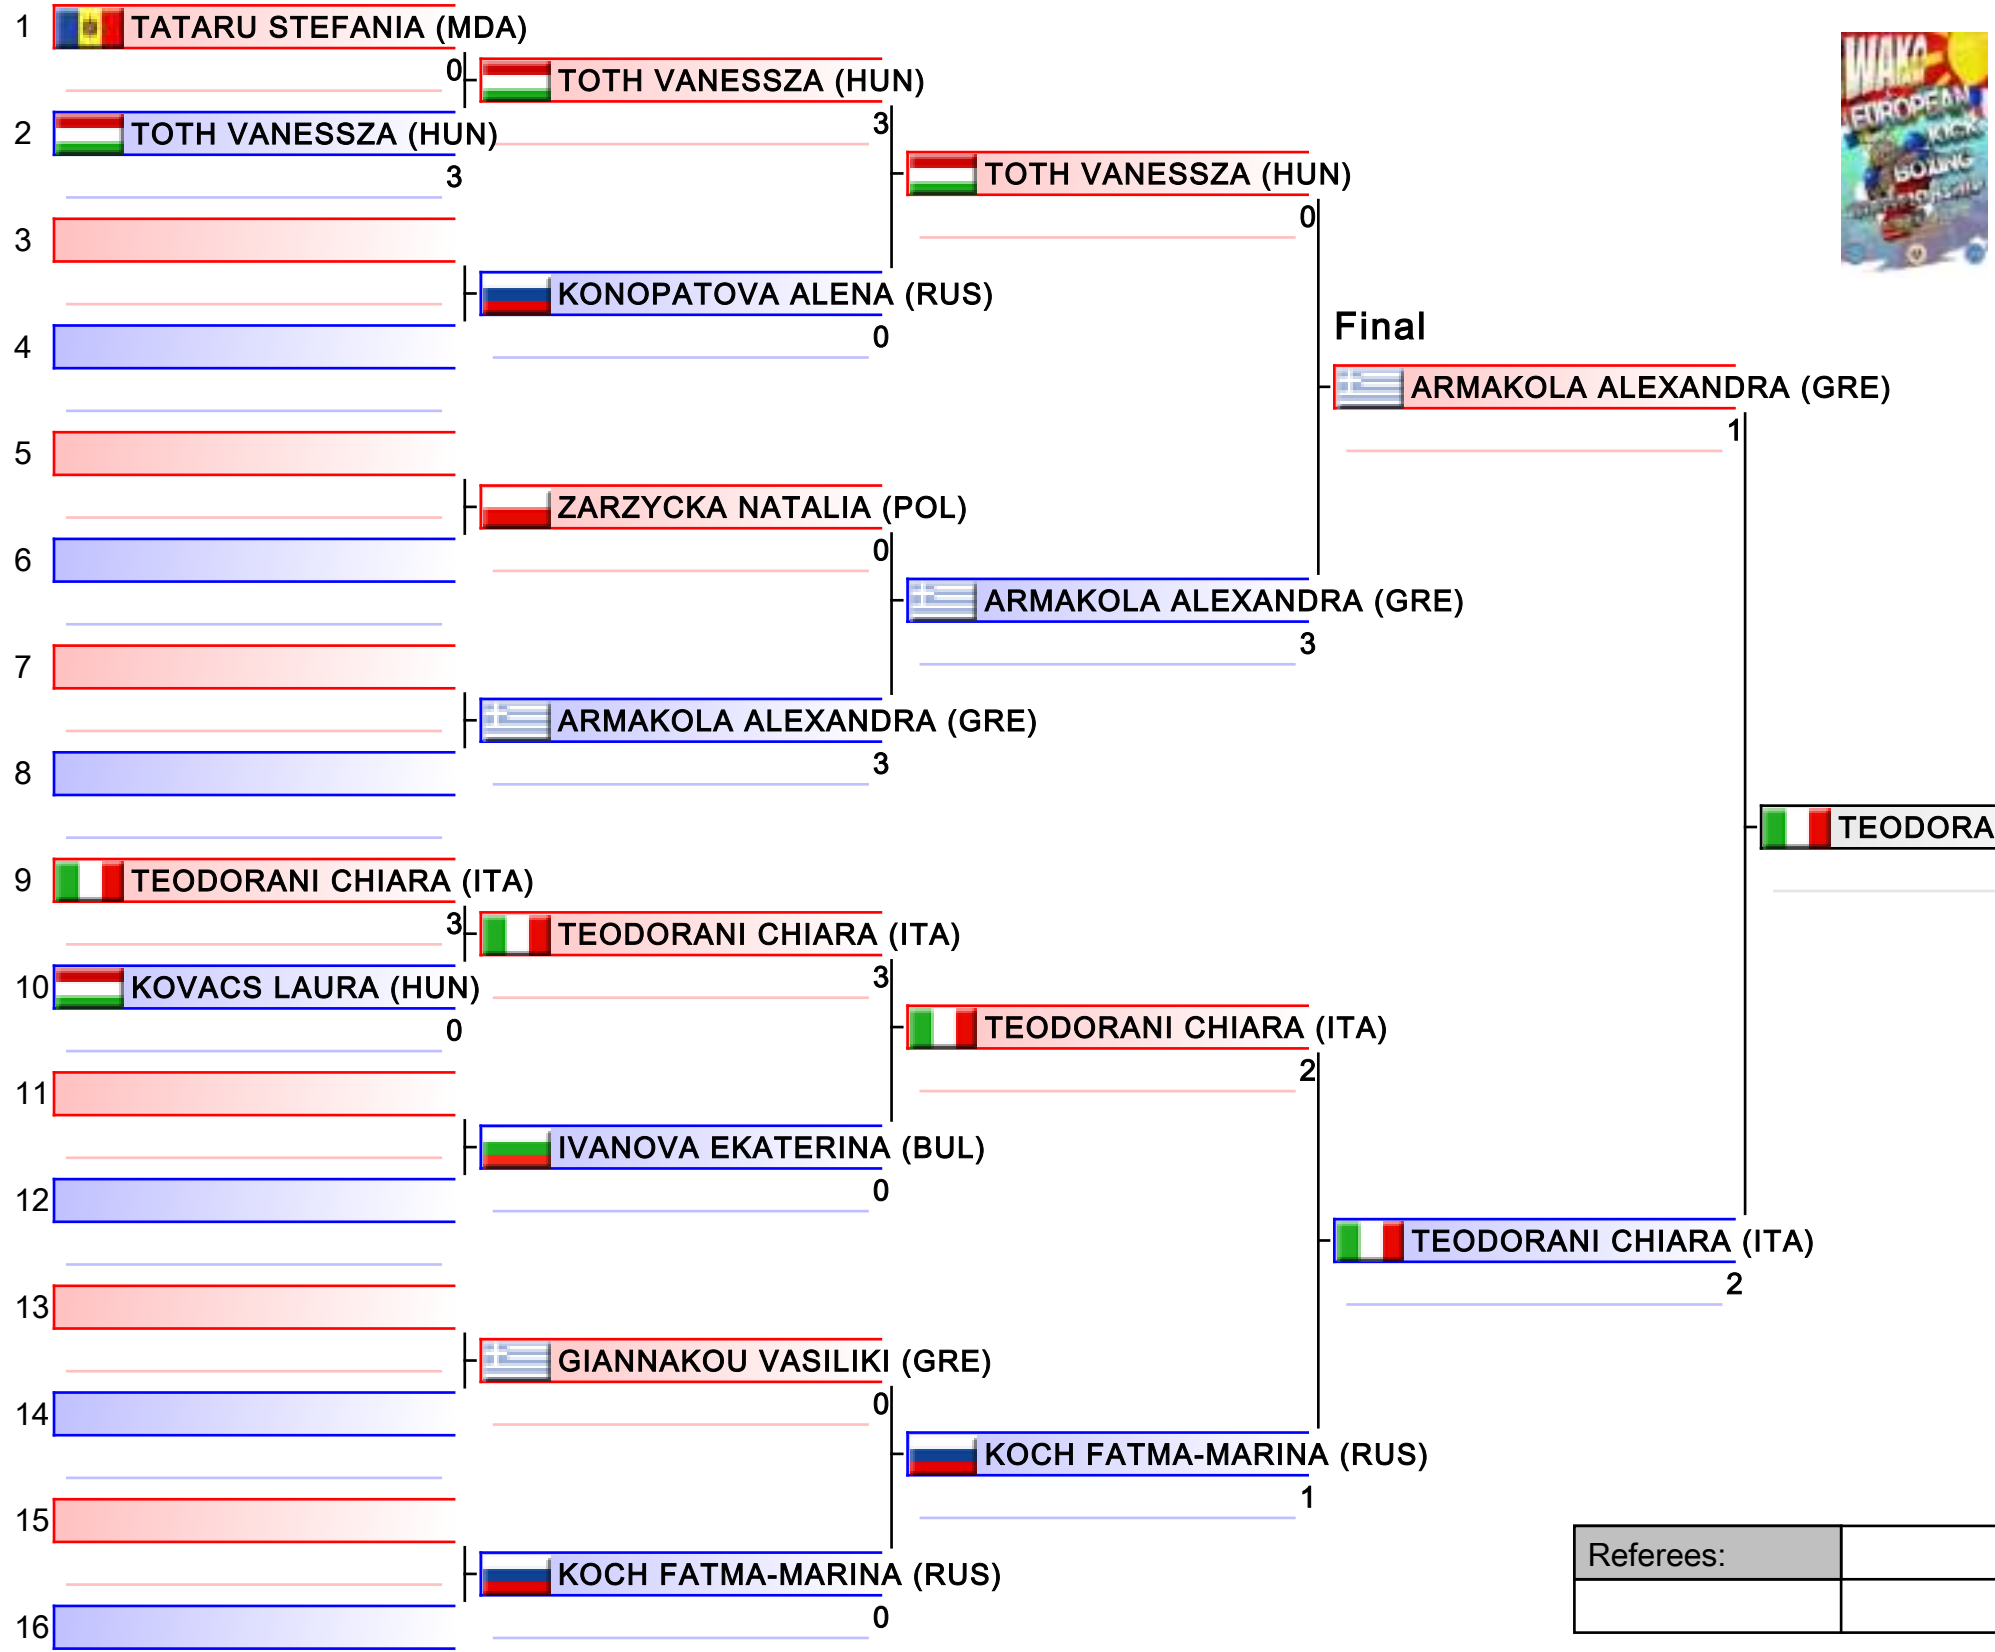 1 TATARU STEFANIA (MDA)
0
TOTH VANESSZA (HUN)
3
2 TOTH VANESSZA (HUN)
3
TOTH VANESSZA (HUN)
0
3
KONOPATOVA ALENA (RUS)
0
4
Final
ARMAKOLA ALEXANDRA (GRE)
1
5
ZARZYCKA NATALIA (POL)
0
6
ARMAKOLA ALEXANDRA (GRE)
3
7
ARMAKOLA ALEXANDRA (GRE)
3
8
TEODORA
9 TEODORANI CHIARA (ITA)
3
TEODORANI CHIARA (ITA)
3
10 KOVACS LAURA (HUN)
0
TEODORANI CHIARA (ITA)
2
11
IVANOVA EKATERINA (BUL)
0
12
TEODORANI CHIARA (ITA)
2
13
GIANNAKOU VASILIKI (GRE)
0
14
KOCH FATMA-MARINA (RUS)
1
15
KOCH FATMA-MARINA (RUS)
0
16
Referees:
WAKO
EUROPEAN
KICK
BOXING